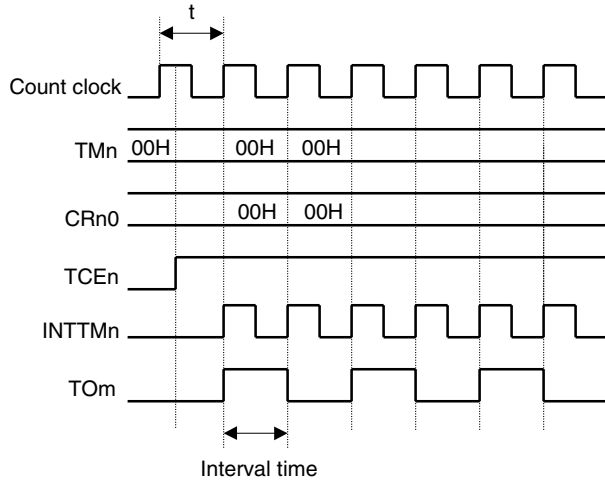 t
Count clock
TMn 00H 00H 00H
CRn0 00H 00H
TCEn
INTTMn
TOm
Interval time